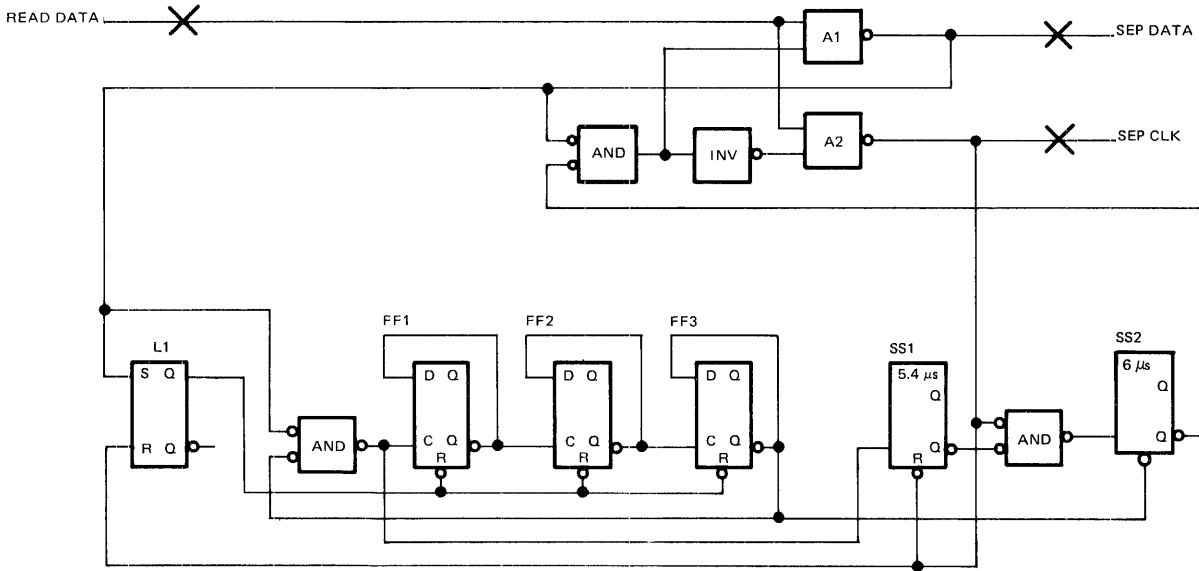 READ DATA
A1
SEP DATA
AND
INV
A2
SEP CLK
FF1
FF2
FF3
L1
S Q
R Q
AND
D Q
C Q
R
D Q
C Q
R
D Q
C Q
R
SS1
5.4 µs
Q
Q
R
AND
SS2
6 µs
Q
Q